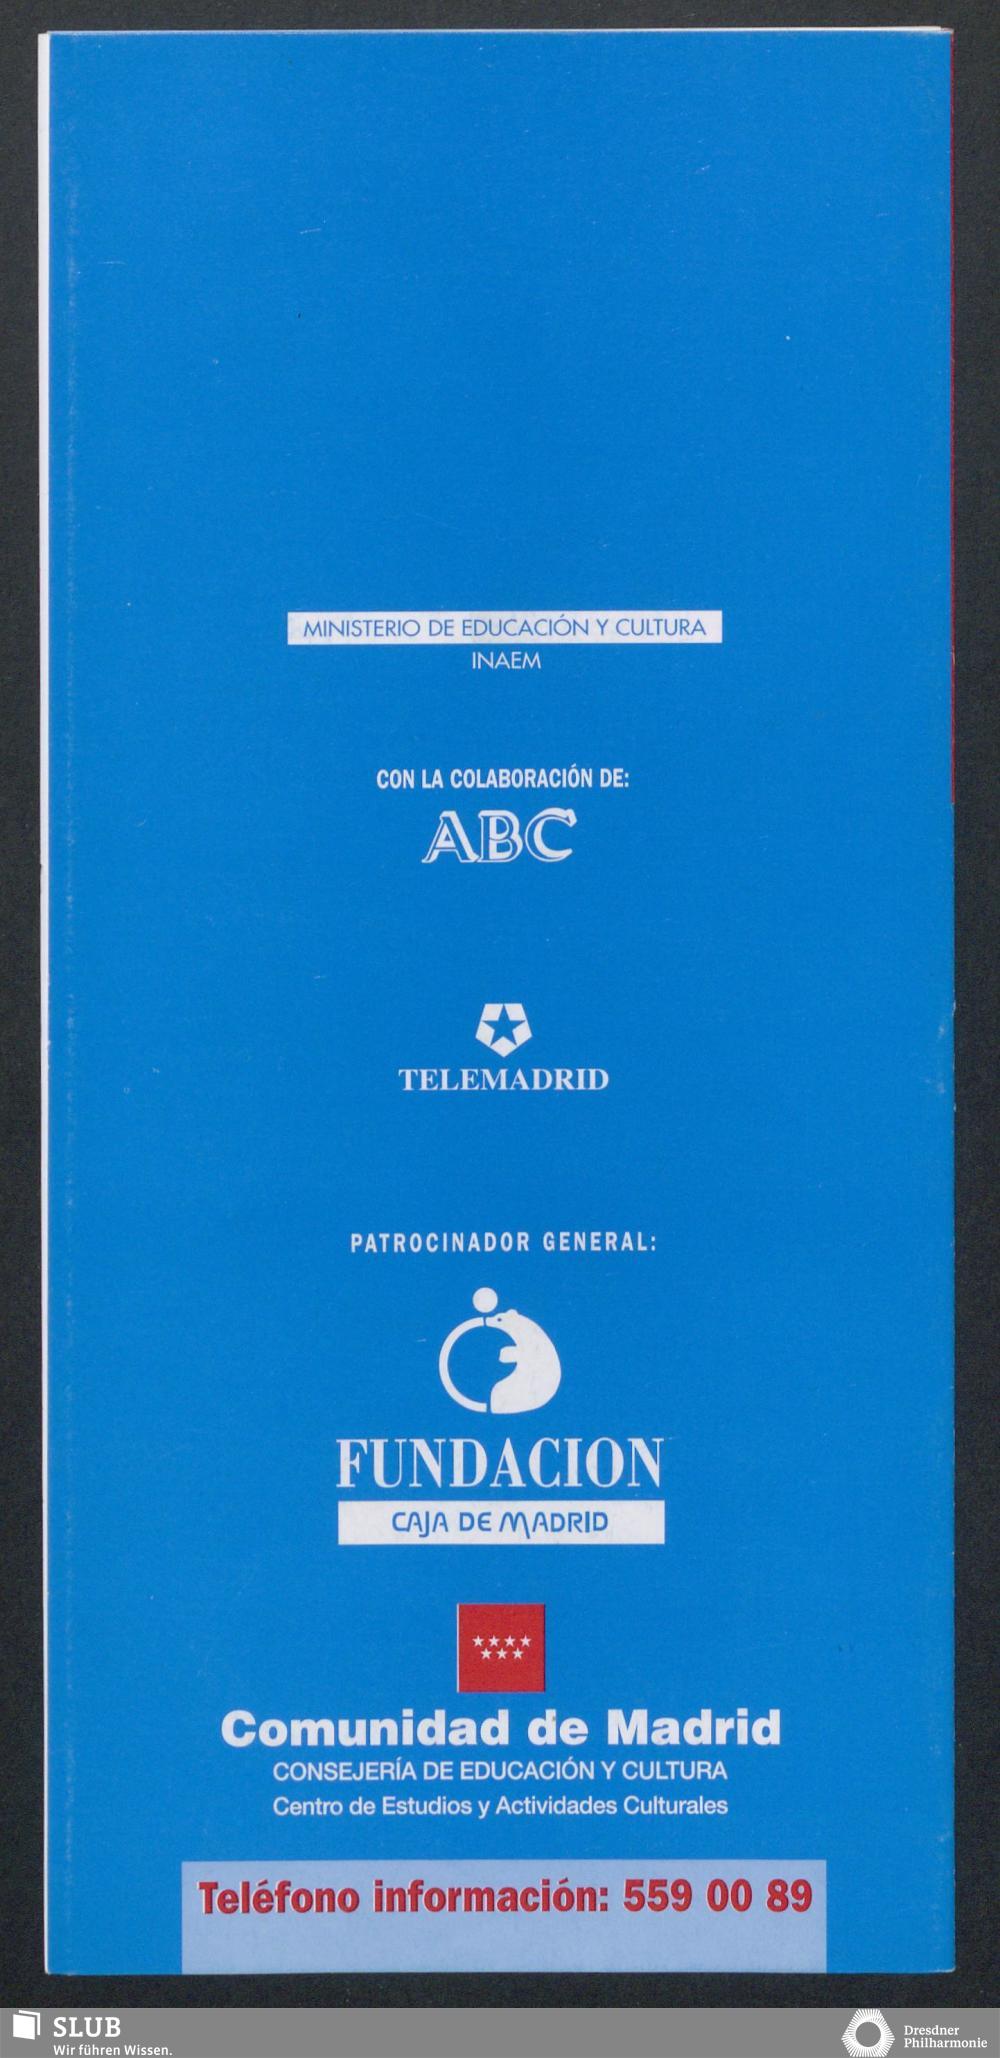 MINISTERIO DE EDUCACIÓN Y CULTURA
INAEM
CON LA COLABORACIÓN DE:
ABC
TELEMADRID
PATROCINADOR GENERAL:
FUNDACION
CAJA DE MADRID
Comunidad de Madrid
CONSEJERÍA DE EDUCACIÓN Y CULTURA
Centro de Estudios y Actividades Culturales
Teléfono información: 559 00 89
SLUB
Wir führen Wissen.
Dresdner
Philharmonie